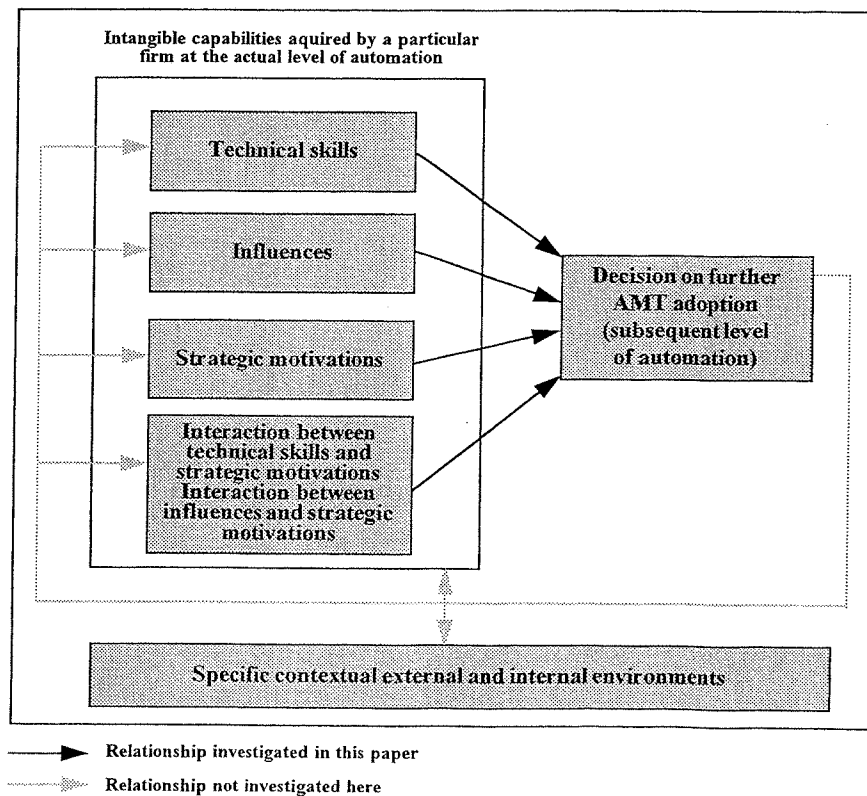 Intangible capabilities aquired by a particular
firm at the actual level of automation
Technical skills
Influences
Strategic motivations
Interaction between
technical skills and
strategic motivations
Interaction between
influences and strategic
motivations
Decision on further
AMT adoption
(subsequent level
of automation)
Specific contextual external and internal environments
Relationship investigated in this paper
Relationship not investigated here